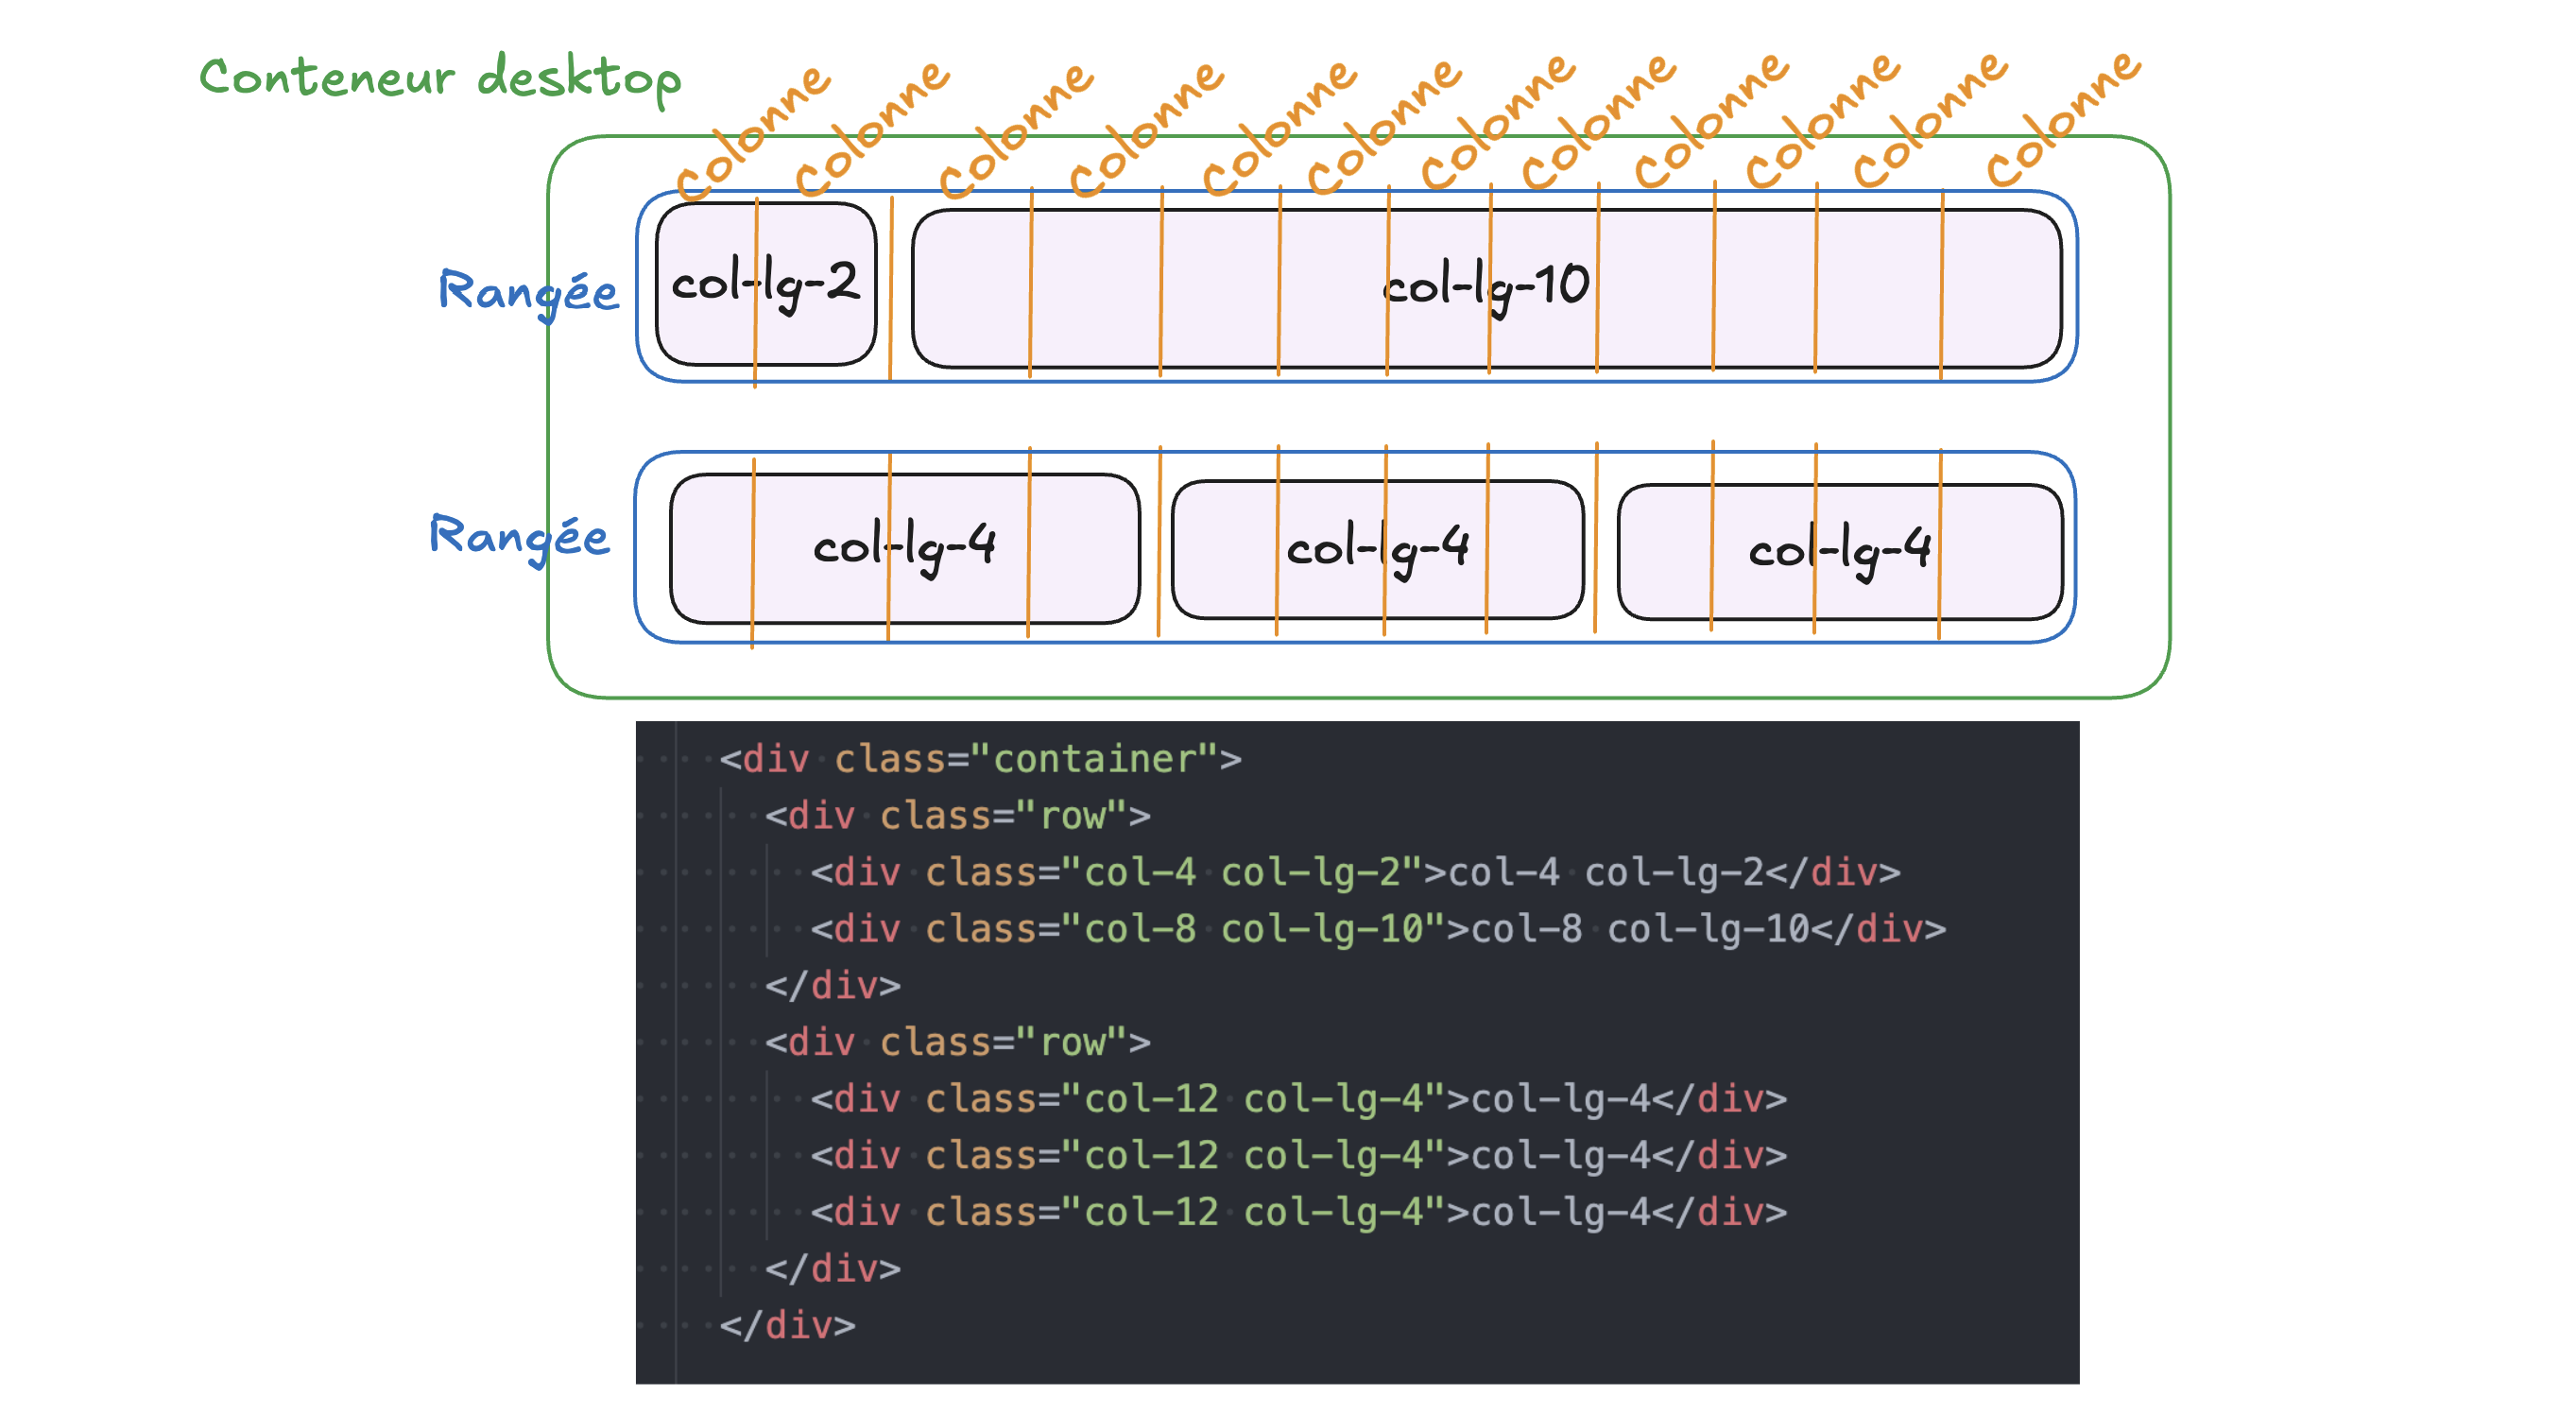 Conteneur desktop
Colonne Colonne Colonne Colonne Colonne Colonne Colonne Colonne Colonne Colonne Colonne Colonne
Rangée
col-lg-2
col-lg-10
Rangée
col-lg-4
col-lg-4
col-lg-4
<div class="container">
<div class="row">
<div class="col-4 col-lg-2">col-4 col-lg-2</div>
<div class="col-8 col-lg-10">col-8 col-lg-10</div>
</div>
<div class="row">
<div class="col-12 col-lg-4">col-lg-4</div>
<div class="col-12 col-lg-4">col-lg-4</div>
<div class="col-12 col-lg-4">col-lg-4</div>
</div>
</div>